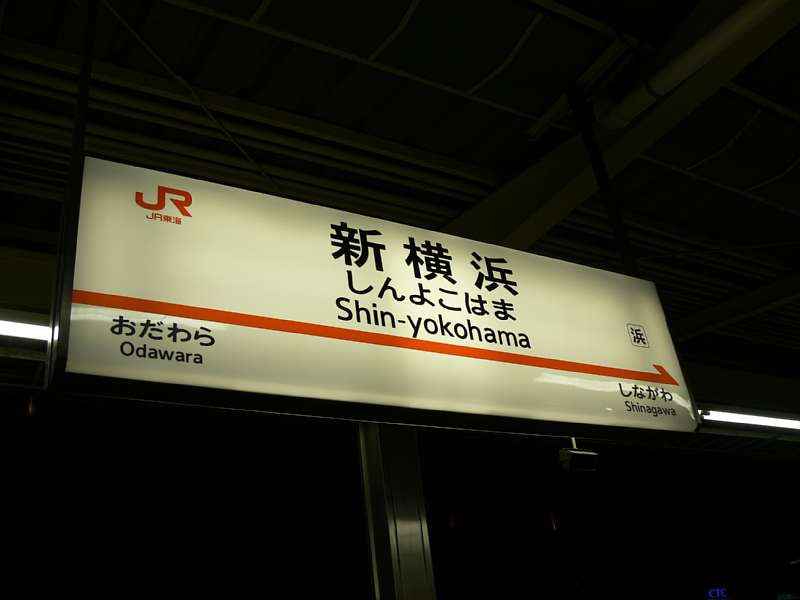 JR
JR東海
新横浜
しんよこはま
Shin-yokohama
浜
おだわら
Odawara
しながわ
Shinagawa
CTC